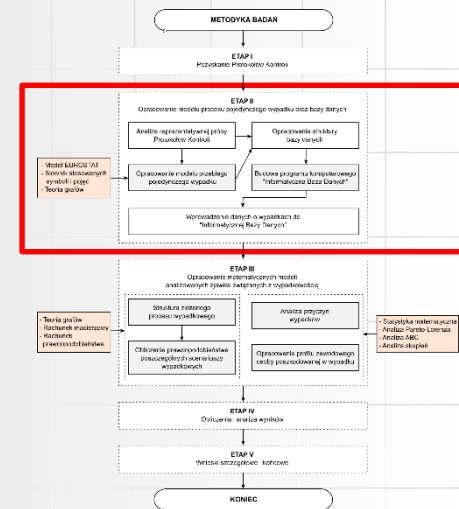 METODYKA BADAŃ
ETAP I
Pozyskanie Protokołów Kontroli
ETAP II
Opracowanie modelu procesu pojedynczego wypadku oraz bazy danych
Analiza reprezentatywnej próby
Protokołów Kontroli
Opracowanie struktury
bazy danych
- Model EUROSTAT
- Słownik stosowanych
symboli i pojęć
- Teoria grafów
Opracowanie modelu przebiegu
pojedynczego wypadku
Budowa programu komputerowego
"Informatyczna Baza Danych"
Wprowadzenie danych o wypadkach do
"Informatycznej Bazy Danych"
ETAP III
Opracowanie matematycznych modeli
analizowanych zjawisk związanych z wypadkowością
Struktura złożonego
procesu wypadkowego
Analiza przyczyn
wypadków
- Teoria grafów
- Rachunek macierzowy
- Rachunek
prawdopodobieństwa
- Statystyka matematyczna
- Analiza Pareto-Lorenza
- Analiza ABC
- Analiza skupień
Obliczanie prawdopodobieństwa
poszczególnych scenariuszy
wypadkowych
Opracowanie profilu zawodowego
osoby poszkodowanej w wypadku
ETAP IV
Obliczenia i analiza wyników
ETAP V
Wnioski szczegółowe i końcowe
KONIEC